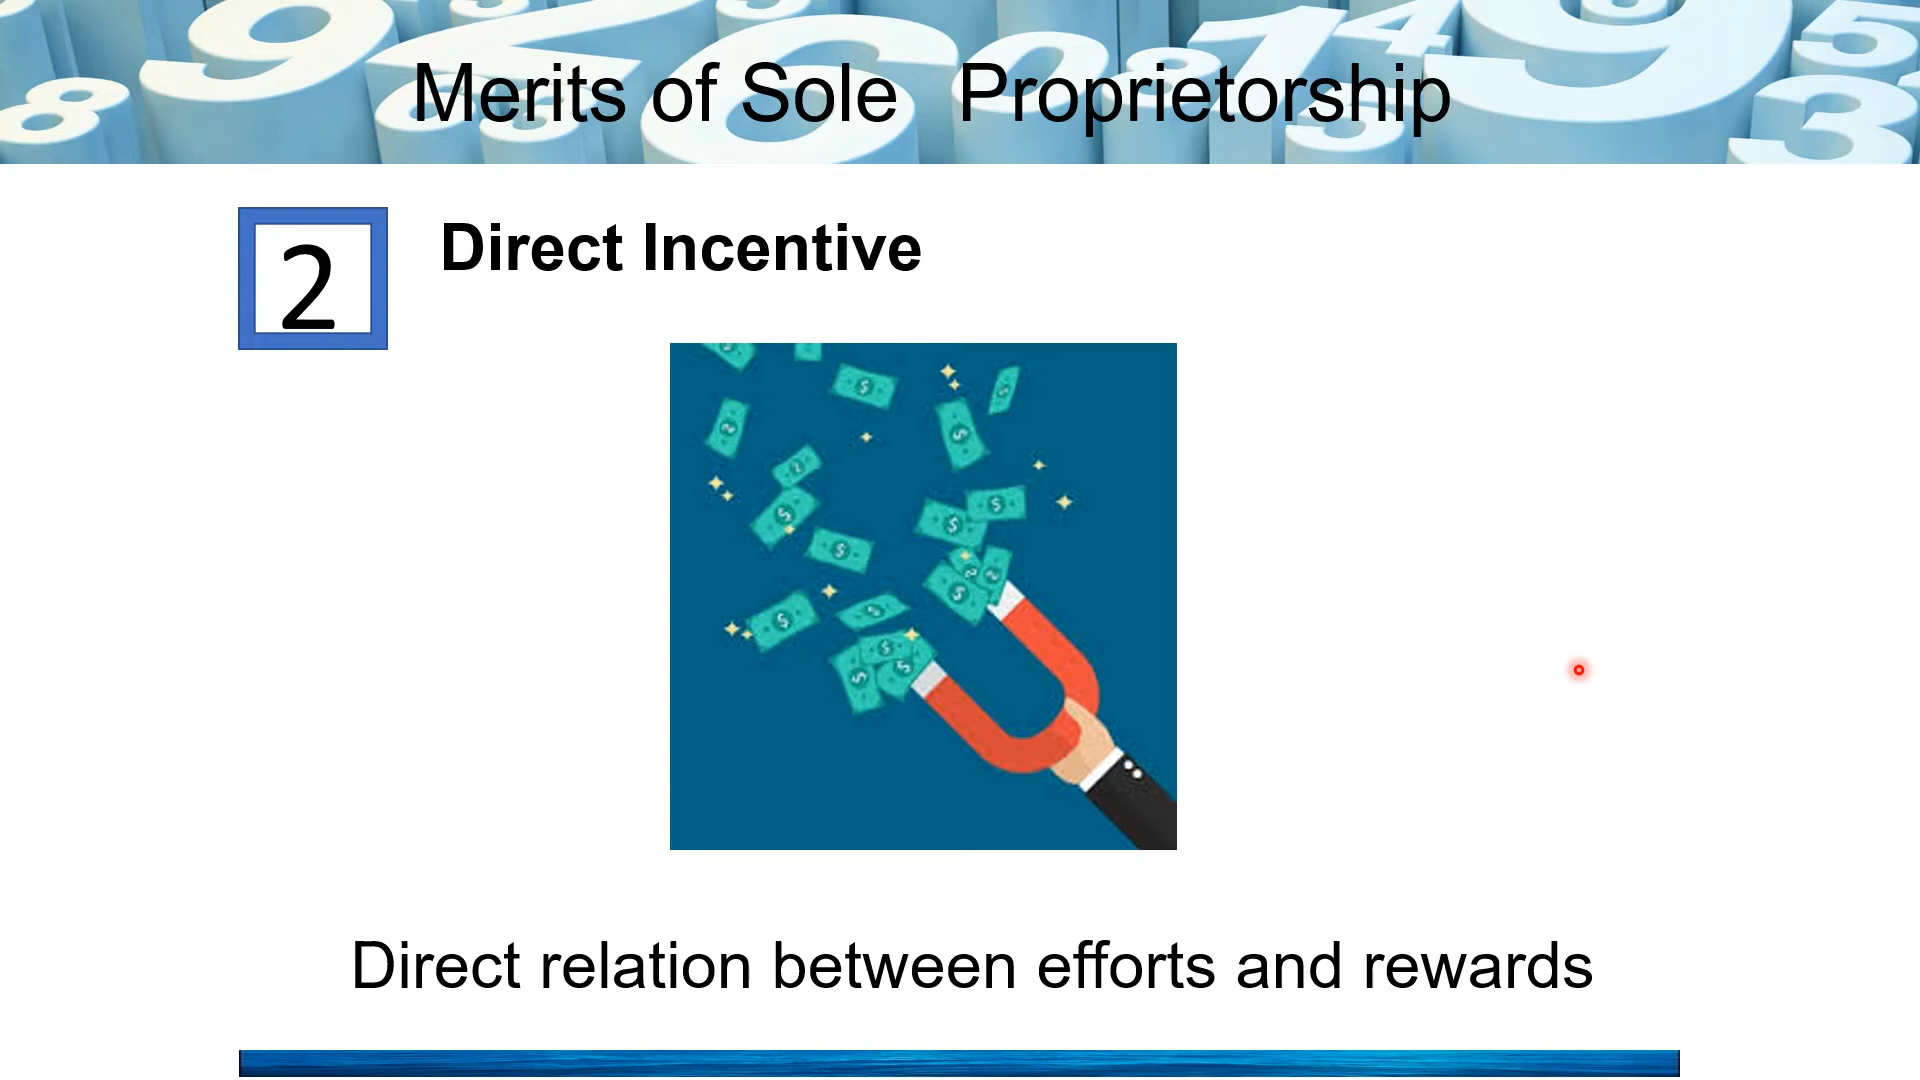 Merits of Sole Proprietorship
2
Direct Incentive
Direct relation between efforts and rewards